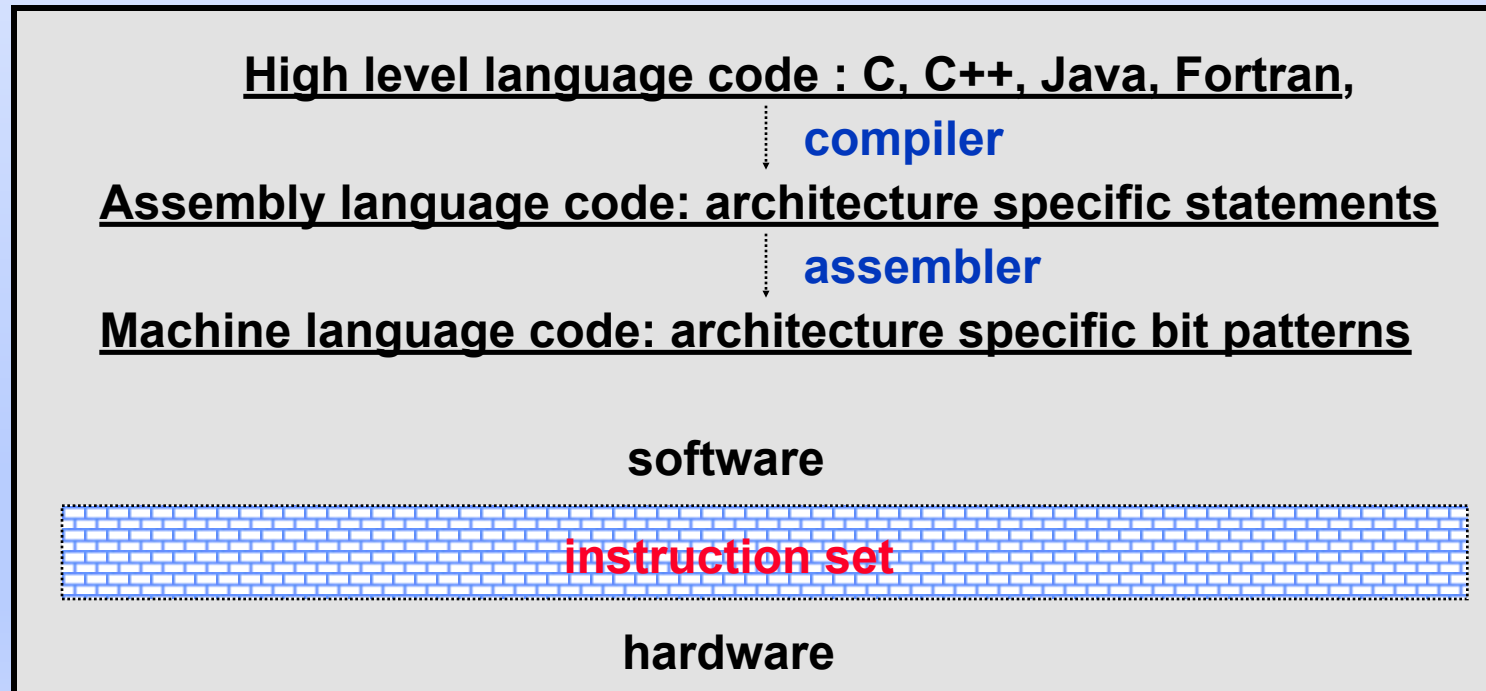 High level language code : C, C++, Java, Fortran,
compiler
Assembly language code: architecture specific statements
assembler
Machine language code: architecture specific bit patterns
software
instruction set
hardware